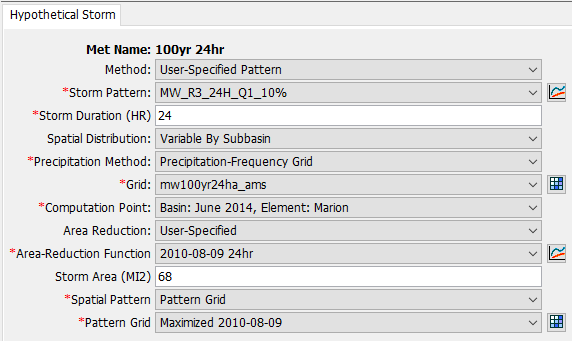 Hypothetical Storm
Met Name: 100yr 24hr
Method: User-Specified Pattern
*Storm Pattern: MW_R3_24H_Q1_10%
*Storm Duration (HR) 24
Spatial Distribution: Variable By Subbasin
*Precipitation Method: Precipitation-Frequency Grid
*Grid: mw100yr24ha_ams
*Computation Point: Basin: June 2014, Element: Marion
Area Reduction: User-Specified
*Area-Reduction Function 2010-08-09 24hr
Storm Area (MI2) 68
*Spatial Pattern Pattern Grid
*Pattern Grid Maximized 2010-08-09